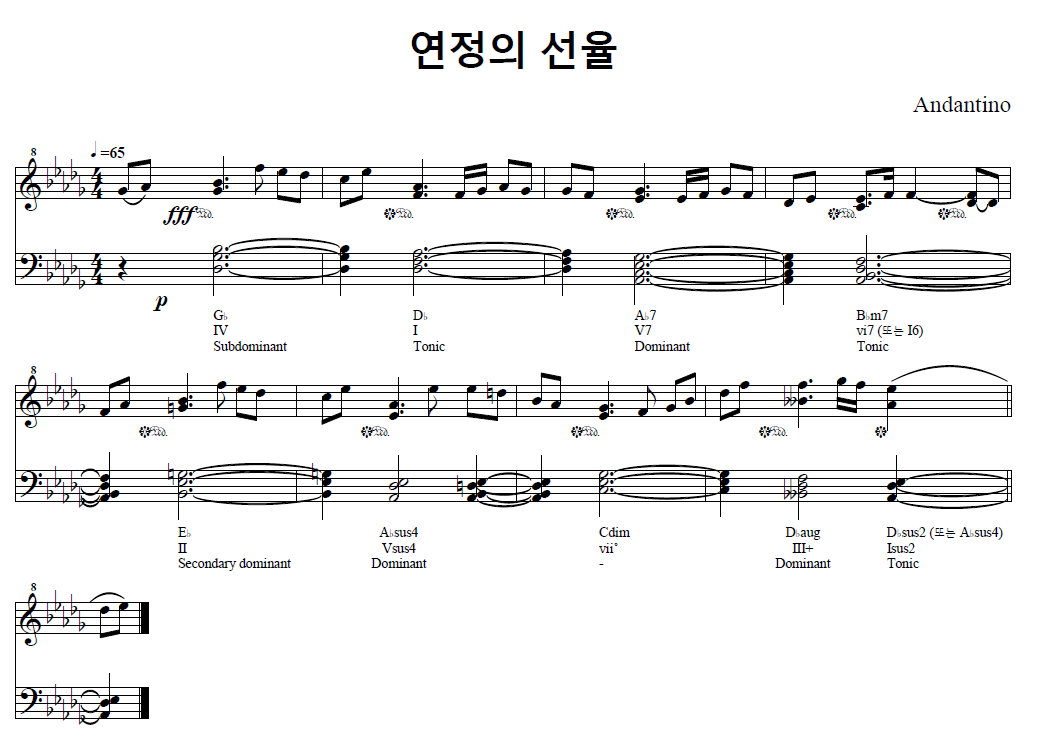 연정의 선율
Andantino
8
♩=65
4/4
fff
p
G♭ D♭ A♭7 B♭m7
IV I V7 vi7 (또는 I6)
Subdominant Tonic Dominant Tonic
8
E♭ A♭sus4 Cdim D♭aug D♭sus2 (또는 A♭sus4)
II Vsus4 vii° III+ Isus2
Secondary dominant Dominant - Dominant Tonic
8